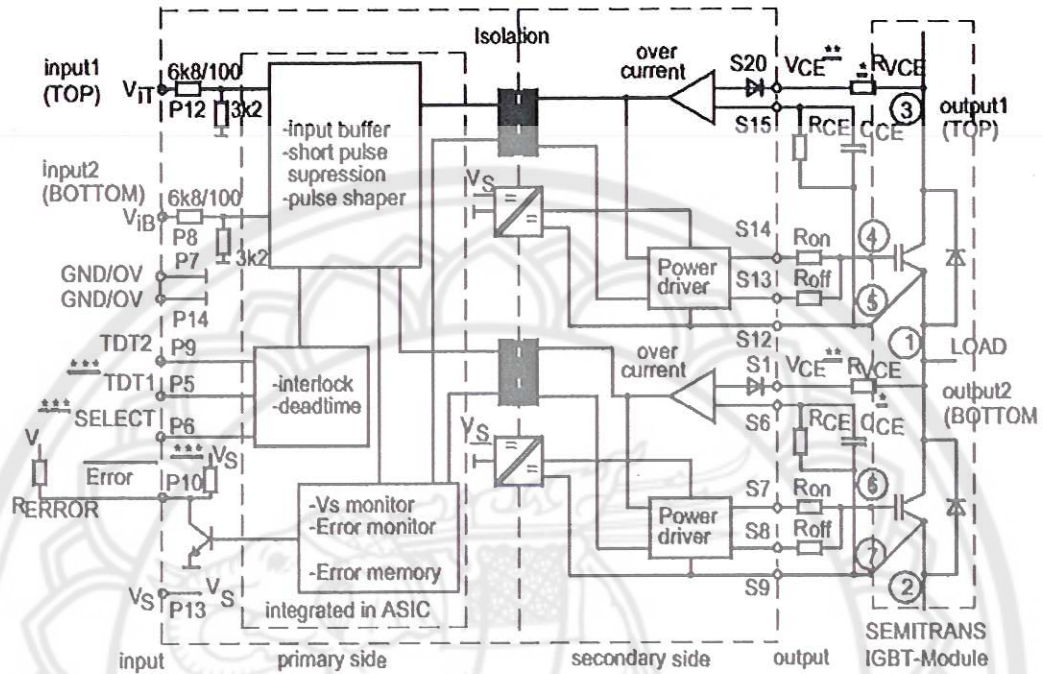 Isolation
input1
(TOP)
ViT
6k8/100
P12
3k2
-input buffer
-short pulse
supression
-pulse shaper
over
current
S20
S15
VCE**
*
RVCE
RCE
CCE
3
output1
(TOP)
input2
(BOTTOM)
ViB
6k8/100
P8
3k2
VS
P7
GND/OV
GND/OV
P14
Power
driver
S14
S13
S12
Ron
Roff
4
5
1
LOAD
TDT2
P9
***
TDT1
P5
***
SELECT
P6
-interlock
-deadtime
over
current
S1
S6
VCE**
RVCE
RCE
*
CCE
output2
(BOTTOM
VS
V
Error
***
VS
P10
RERROR
-Vs monitor
-Error monitor
-Error memory
Power
driver
S7
S8
S9
Ron
Roff
6
7
2
VS
P13
VS
integrated in ASIC
input
primary side
secondary side
output
SEMITRANS
IGBT-Module